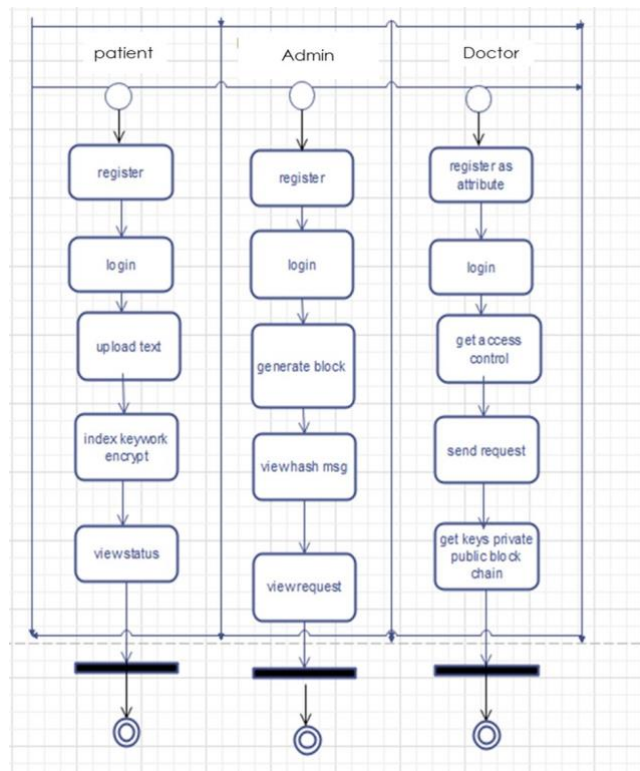 patient
Admin
Doctor
register
login
upload text
index keywork
encrypt
viewstatus
register
login
generate block
viewhash msg
viewrequest
register as
attribute
login
get access
control
send request
get keys private
public block
chain